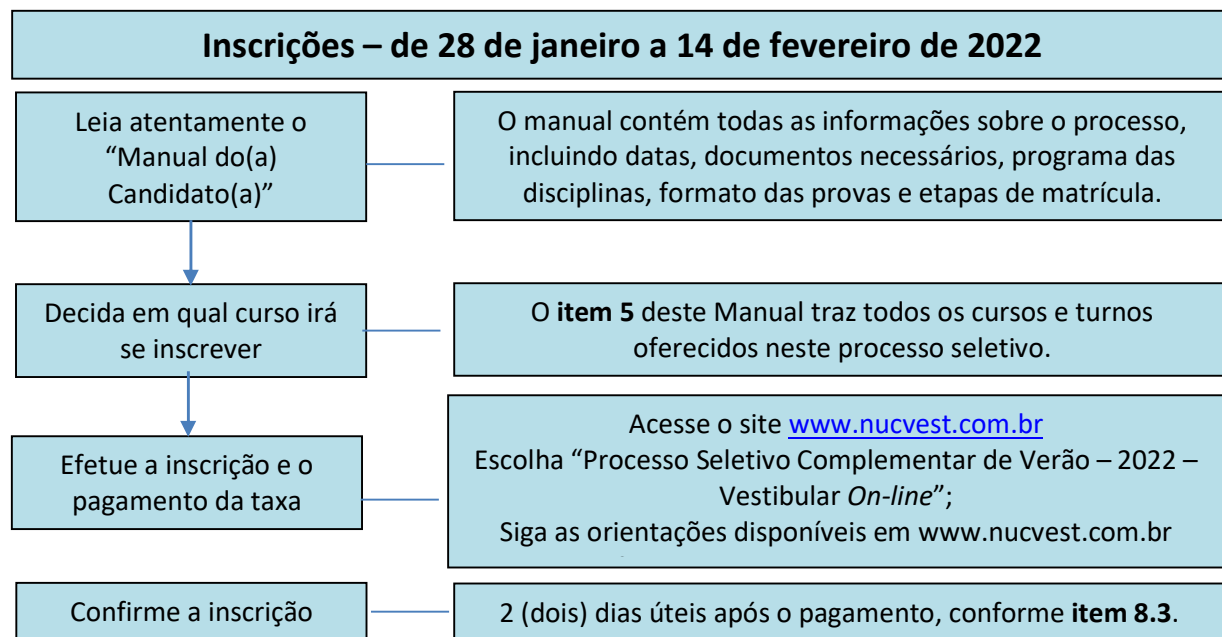 Inscrições – de 28 de janeiro a 14 de fevereiro de 2022
Leia atentamente o
“Manual do(a)
Candidato(a)”
O manual contém todas as informações sobre o processo,
incluindo datas, documentos necessários, programa das
disciplinas, formato das provas e etapas de matrícula.
Decida em qual curso irá
se inscrever
O item 5 deste Manual traz todos os cursos e turnos
oferecidos neste processo seletivo.
Efetue a inscrição e o
pagamento da taxa
Acesse o site www.nucvest.com.br
Escolha “Processo Seletivo Complementar de Verão – 2022 –
Vestibular On-line”;
Siga as orientações disponíveis em www.nucvest.com.br
Confirme a inscrição
2 (dois) dias úteis após o pagamento, conforme item 8.3.